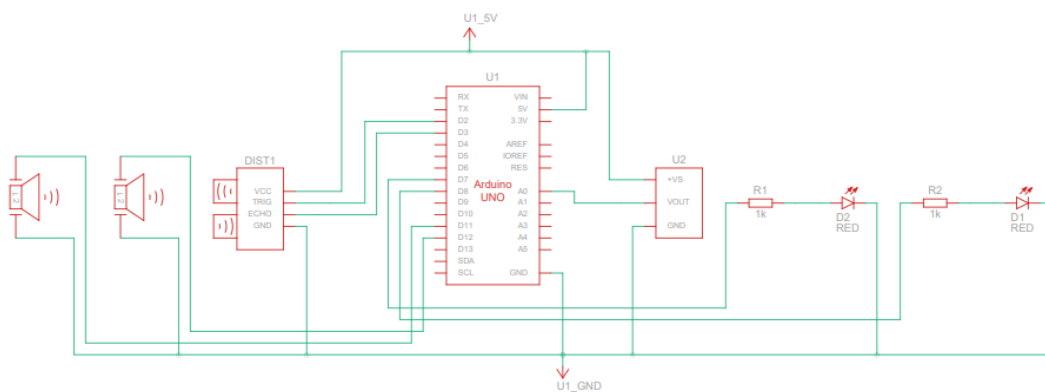 U1_5V
U1
RX
TX
D2
D3
D4
D5
D6
D7
D8
D9
D10
D11
D12
D13
SDA
SCL
VIN
5V
3.3V
AREF
IOREF
RES
A0
A1
A2
A3
A4
A5
GND
Arduino
UNO
DIST1
VCC
TRIG
ECHO
GND
U2
+VS
VOUT
GND
R1
1k
D2
RED
R2
1k
D1
RED
U1_GND